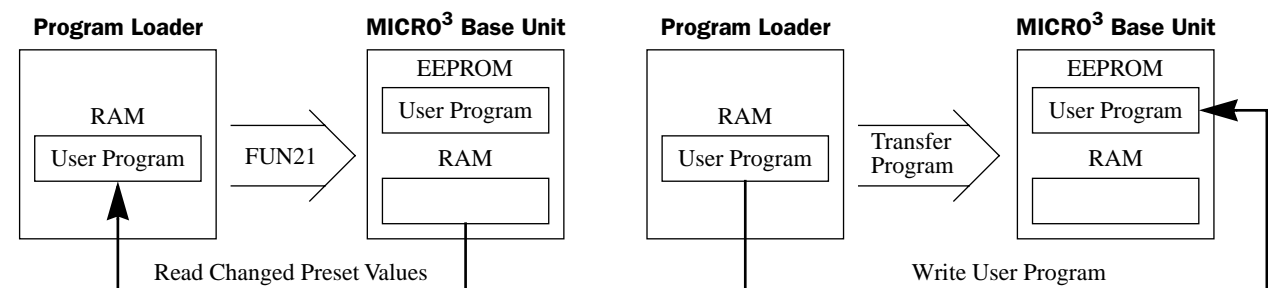 Program Loader
MICRO³ Base Unit
RAM
User Program
FUN21
EEPROM
User Program
RAM
Read Changed Preset Values
Program Loader
MICRO³ Base Unit
RAM
User Program
Transfer
Program
EEPROM
User Program
RAM
Write User Program